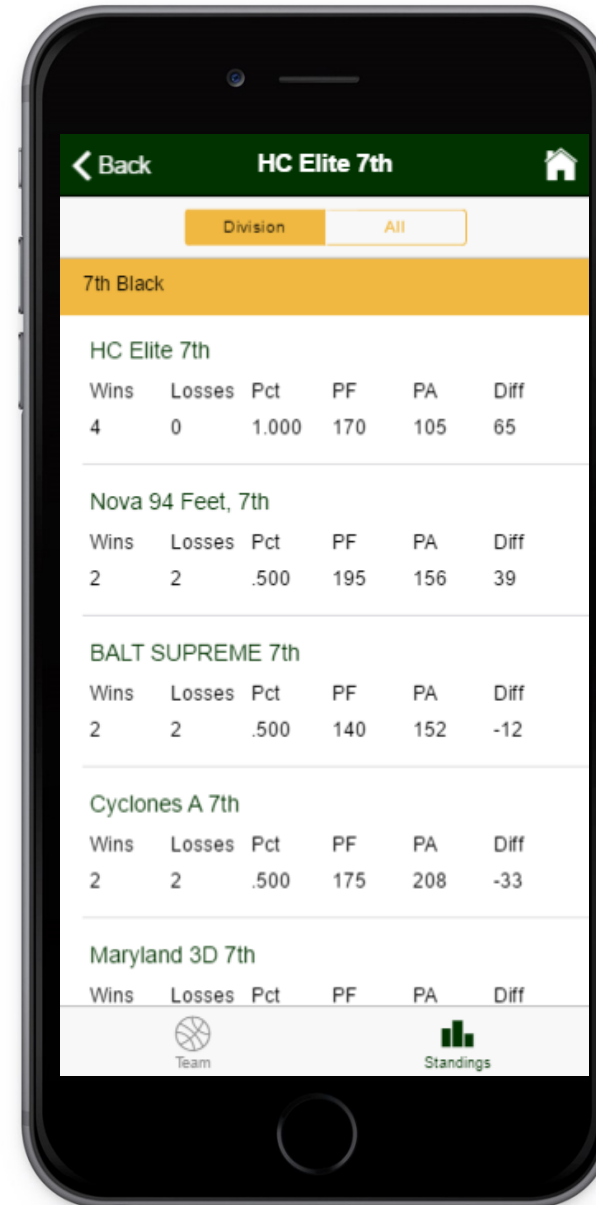 Back HC Elite 7th
Division All
7th Black
HC Elite 7th
Wins Losses Pct PF PA Diff
4 0 1.000 170 105 65
Nova 94 Feet, 7th
Wins Losses Pct PF PA Diff
2 2 .500 195 156 39
BALT SUPREME 7th
Wins Losses Pct PF PA Diff
2 2 .500 140 152 -12
Cyclones A 7th
Wins Losses Pct PF PA Diff
2 2 .500 175 208 -33
Maryland 3D 7th
Wins Losses Pct PF PA Diff
Team Standings